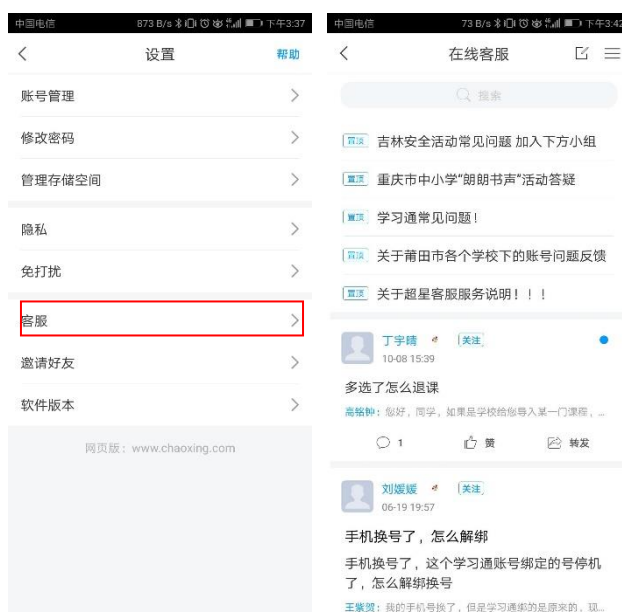 中国电信 873 B/s 下午3:37
设置 帮助
账号管理
修改密码
管理存储空间
隐私
免打扰
客服
邀请好友
软件版本
网页版：www.chaoxing.com
中国电信 73 B/s 下午3:42
在线客服
搜索
置顶 吉林安全活动常见问题 加入下方小组
置顶 重庆市中小学“朗朗书声”活动答疑
置顶 学习通常见问题！
置顶 关于莆田市各个学校下的账号问题反馈
置顶 关于超星客服服务说明！！！
丁宇晴 关注
10-08 15:39
多选了怎么退课
高铭钟：您好，同学，如果是学校给您导入某一门课程，...
1 赞 转发
刘媛媛 关注
06-19 19:57
手机换号了，怎么解绑
手机换号了，这个学习通账号绑定的号停机
了，怎么解绑换号
王紫贺：我的手机号换了，但是学习通绑的是原来的，现...